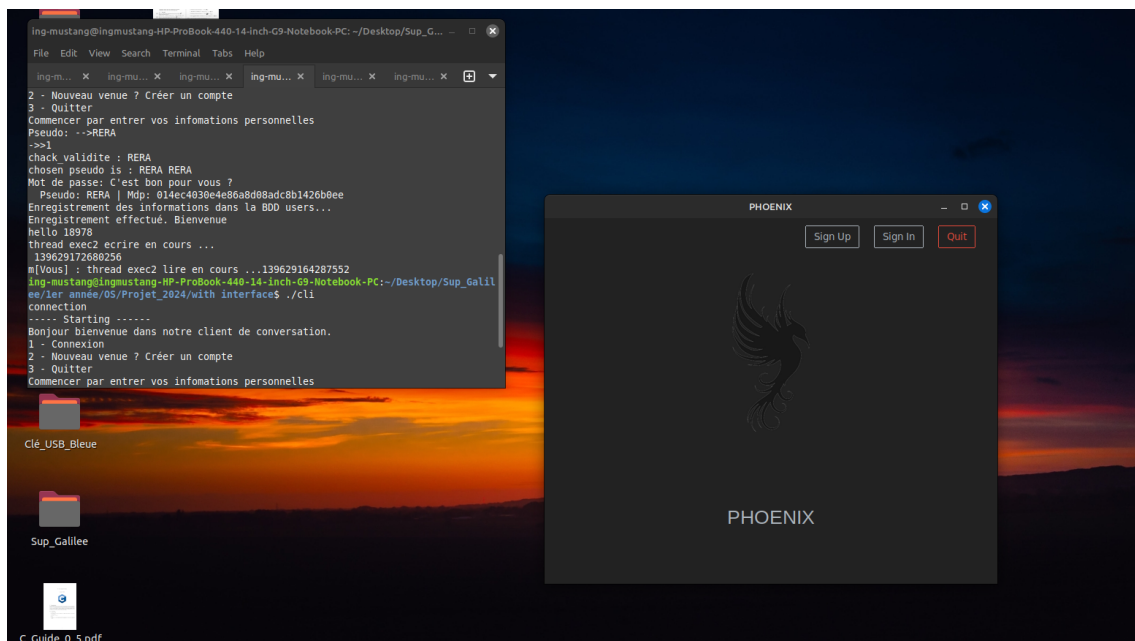 ing-mustang@ingmustang-HP-ProBook-440-14-inch-G9-Notebook-PC: ~/Desktop/Sup_G...
File Edit View Search Terminal Tabs Help
ing-m... ing-mu... ing-mu... ing-mu... ing-mu... ing-mu...
2 - Nouveau venue ? Créer un compte
3 - Quitter
Commencer par entrer vos infomations personnelles
Pseudo: -->RERA
->>1
chack_validite : RERA
chosen pseudo is : RERA RERA
Mot de passe: C'est bon pour vous ?
Pseudo: RERA | Mdp: 014ec4030e4e86a8d08adc8b1426b0ee
Enregistrement des informations dans la BDD users...
Enregistrement effectué. Bienvenue
hello 18978
thread exec2 ecrire en cours ...
139629172680256
m[Vous] : thread exec2 lire en cours ...139629164287552
ing-mustang@ingmustang-HP-ProBook-440-14-inch-G9-Notebook-PC:~/Desktop/Sup_Galil
ee/1er année/OS/Projet_2024/with interface$ ./cli
connection
----- Starting ------
Bonjour bienvenue dans notre client de conversation.
1 - Connexion
2 - Nouveau venue ? Créer un compte
3 - Quitter
Commencer par entrer vos infomations personnelles
PHOENIX
Sign Up Sign In Quit
PHOENIX
Clé_USB_Bleue
Sup_Galilee
C_Guide_0_5.pdf